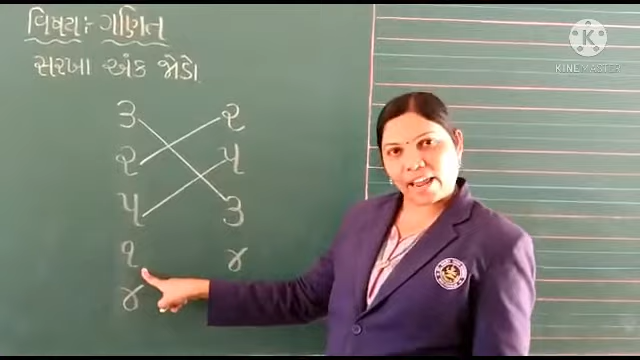 વિષય:- ગણિત
સરખા અંક જોડો.
૩ ૨
૨ ૫
૫ ૩
૧ ૪
૪
KINEMASTER